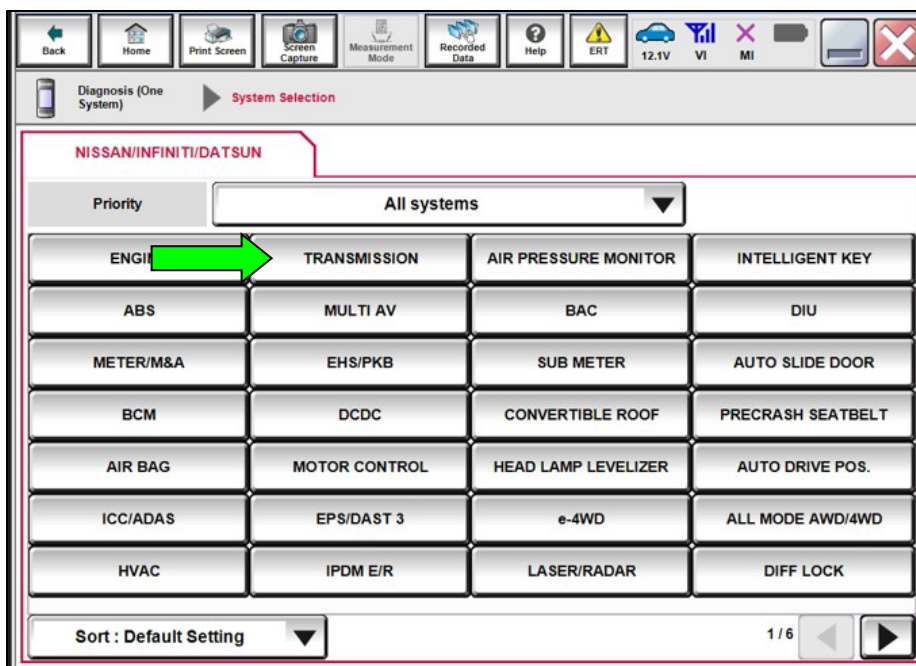 Back
Home
Print Screen
Screen Capture
Measurement Mode
Recorded Data
Help
ERT
12.1V
VI
MI
Diagnosis (One System)
System Selection
NISSAN/INFINITI/DATSUN
Priority
All systems
ENGI
TRANSMISSION
AIR PRESSURE MONITOR
INTELLIGENT KEY
ABS
MULTI AV
BAC
DIU
METER/M&A
EHS/PKB
SUB METER
AUTO SLIDE DOOR
BCM
DCDC
CONVERTIBLE ROOF
PRECRASH SEATBELT
AIR BAG
MOTOR CONTROL
HEAD LAMP LEVELIZER
AUTO DRIVE POS.
ICC/ADAS
EPS/DAST 3
e-4WD
ALL MODE AWD/4WD
HVAC
IPDM E/R
LASER/RADAR
DIFF LOCK
Sort : Default Setting
1 / 6